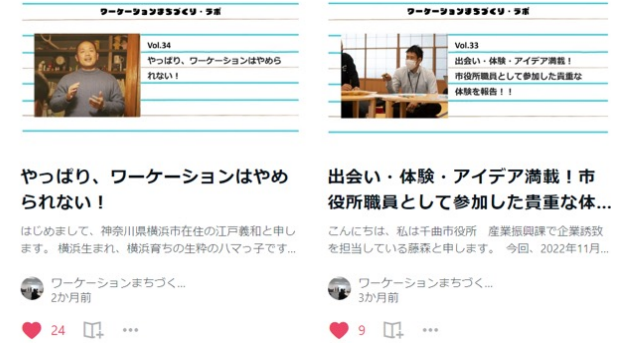 ワーケーションまちづくり・ラボ
Vol.34
やっぱり、ワーケーションはやめら
れない！
やっぱり、ワーケーションはやめ
られない！
はじめまして、神奈川県横浜市在住の江戸義和と申し
ます。 横浜生まれ、横浜育ちの生粋のハマっ子です…
ワーケーションまちづく…
2か月前
24
ワーケーションまちづくり・ラボ
Vol.33
出会い・体験・アイデア満載！
市役所職員として参加した貴重な
体験を報告！！
出会い・体験・アイデア満載！市
役所職員として参加した貴重な体…
こんにちは、私は千曲市役所　産業振興課で企業誘致
を担当している藤森と申します。 今回、2022年11月…
ワーケーションまちづく…
3か月前
9